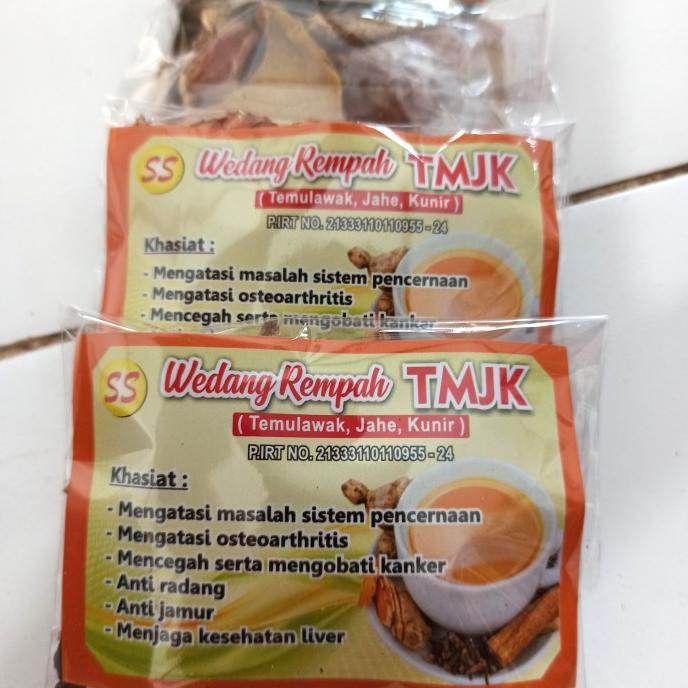 SS Wedang Rempah TMJK
( Temulawak, Jahe, Kunir )
P.IRT NO. 21333110110955 - 24
Khasiat :
- Mengatasi masalah sistem pencernaan
- Mengatasi osteoarthritis
- Mencegah serta mengobati kanker
SS Wedang Rempah TMJK
( Temulawak, Jahe, Kunir )
P.IRT NO. 21333110110955 - 24
Khasiat :
- Mengatasi masalah sistem pencernaan
- Mengatasi osteoarthritis
- Mencegah serta mengobati kanker
- Anti radang
- Anti jamur
- Menjaga kesehatan liver